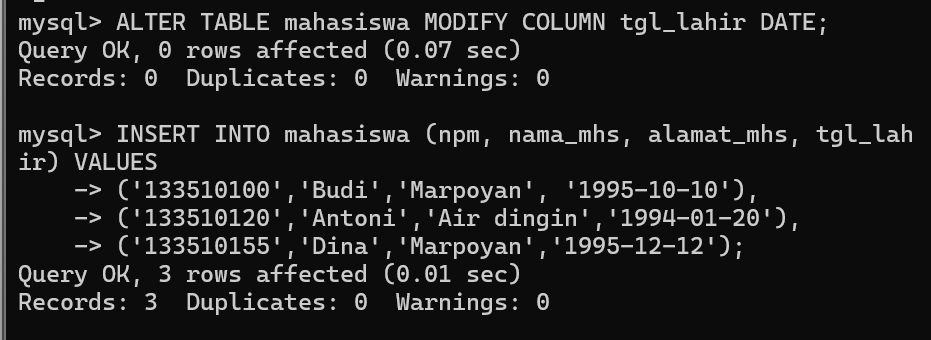 mysql> ALTER TABLE mahasiswa MODIFY COLUMN tgl_lahir DATE;
Query OK, 0 rows affected (0.07 sec)
Records: 0  Duplicates: 0  Warnings: 0

mysql> INSERT INTO mahasiswa (npm, nama_mhs, alamat_mhs, tgl_lah
ir) VALUES
    -> ('133510100','Budi','Marpoyan', '1995-10-10'),
    -> ('133510120','Antoni','Air dingin','1994-01-20'),
    -> ('133510155','Dina','Marpoyan','1995-12-12');
Query OK, 3 rows affected (0.01 sec)
Records: 3  Duplicates: 0  Warnings: 0